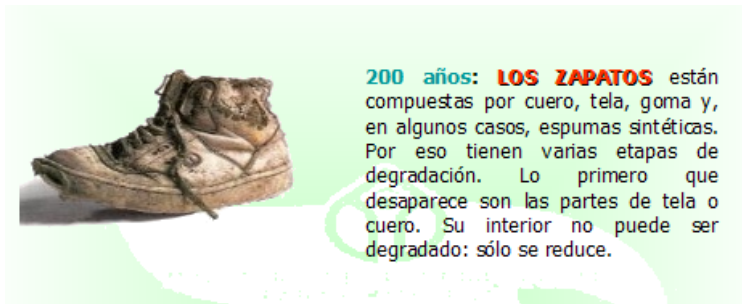 200 años: LOS ZAPATOS están
compuestas por cuero, tela, goma y,
en algunos casos, espumas sintéticas.
Por eso tienen varias etapas de
degradación. Lo primero que
desaparece son las partes de tela o
cuero. Su interior no puede ser
degradado: sólo se reduce.